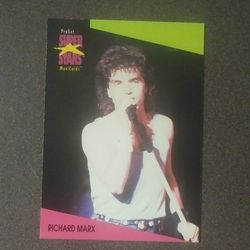 ProSet
SUPER
STARS
MusiCards
RICHARD MARX